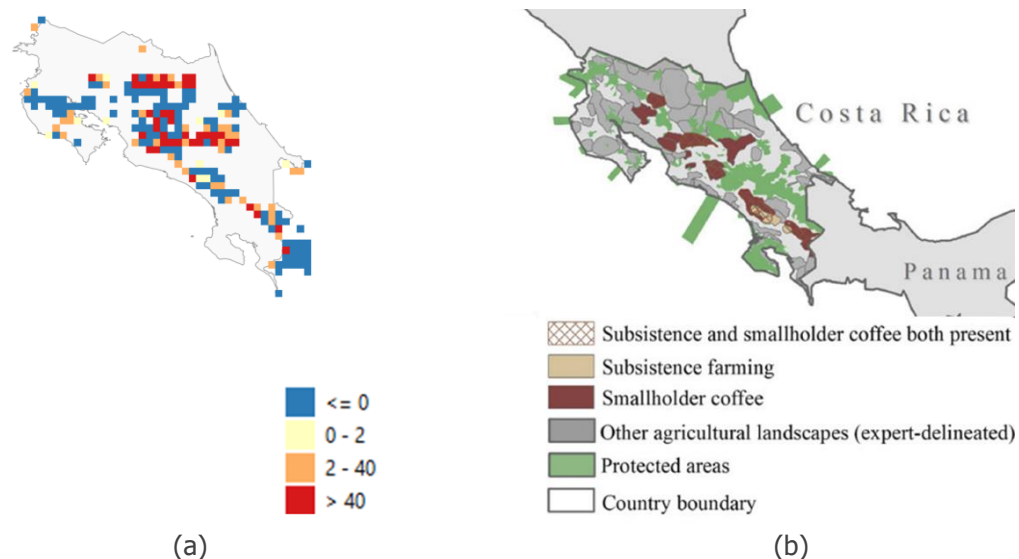 Costa Rica
Panama
<= 0
0 - 2
2 - 40
> 40
Subsistence and smallholder coffee both present
Subsistence farming
Smallholder coffee
Other agricultural landscapes (expert-delineated)
Protected areas
Country boundary
(a)
(b)